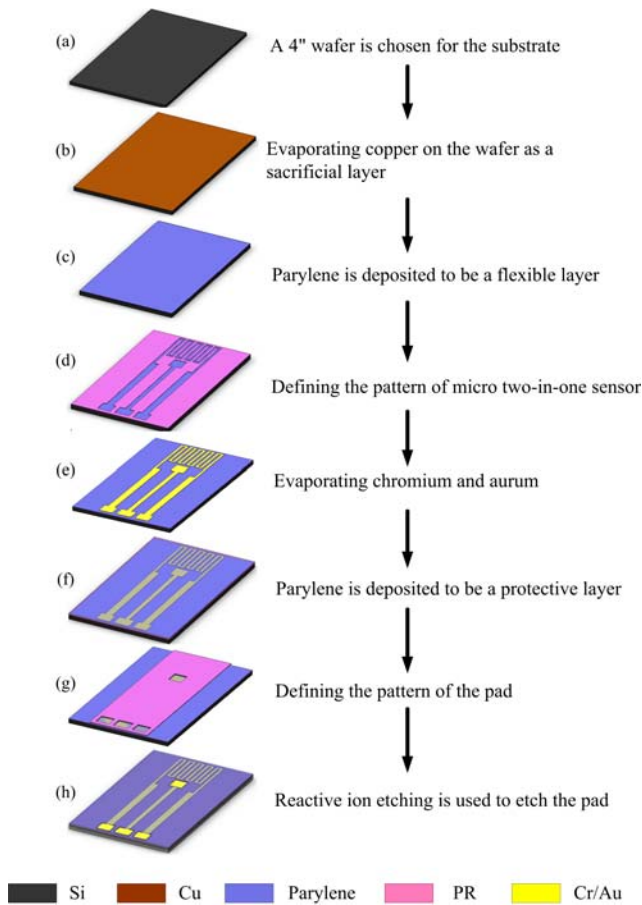 (a)
A 4" wafer is chosen for the substrate
(b)
Evaporating copper on the wafer as a
sacrificial layer
(c)
Parylene is deposited to be a flexible layer
(d)
Defining the pattern of micro two-in-one sensor
(e)
Evaporating chromium and aurum
(f)
Parylene is deposited to be a protective layer
(g)
Defining the pattern of the pad
(h)
Reactive ion etching is used to etch the pad
Si Cu Parylene PR Cr/Au